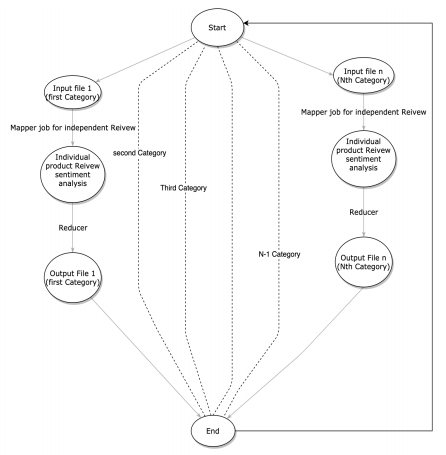 Start
Input file 1
(first Category)
Input file n
(Nth Category)
Mapper job for independent Reivew
Mapper job for independent Reivew
second Category
Individual
product Reivew
sentiment
analysis
Individual
product Reivew
sentiment
analysis
Third Category
Reducer
Reducer
N-1 Category
Output File 1
(first Category)
Output File n
(Nth Category)
End